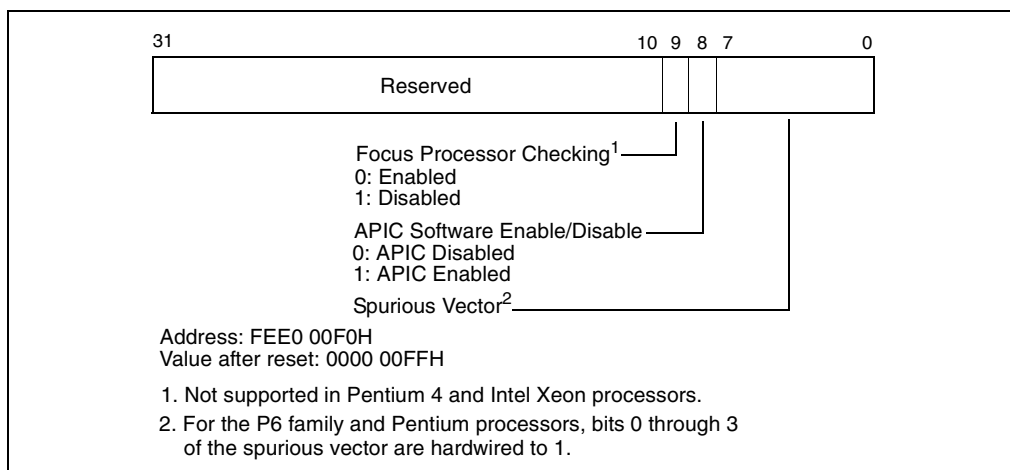 31 10 9 8 7 0
Reserved
Focus Processor Checking1
0: Enabled
1: Disabled
APIC Software Enable/Disable
0: APIC Disabled
1: APIC Enabled
Spurious Vector2
Address: FEE0 00F0H
Value after reset: 0000 00FFH
1. Not supported in Pentium 4 and Intel Xeon processors.
2. For the P6 family and Pentium processors, bits 0 through 3
of the spurious vector are hardwired to 1.